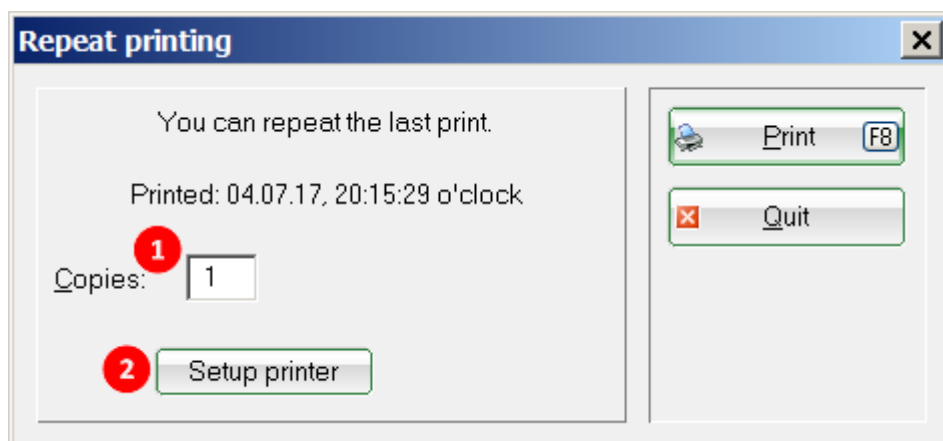 Repeat printing
You can repeat the last print.
Printed: 04.07.17, 20:15:29 o'clock
1
Copies: 1
2 Setup printer
Print F8
Quit